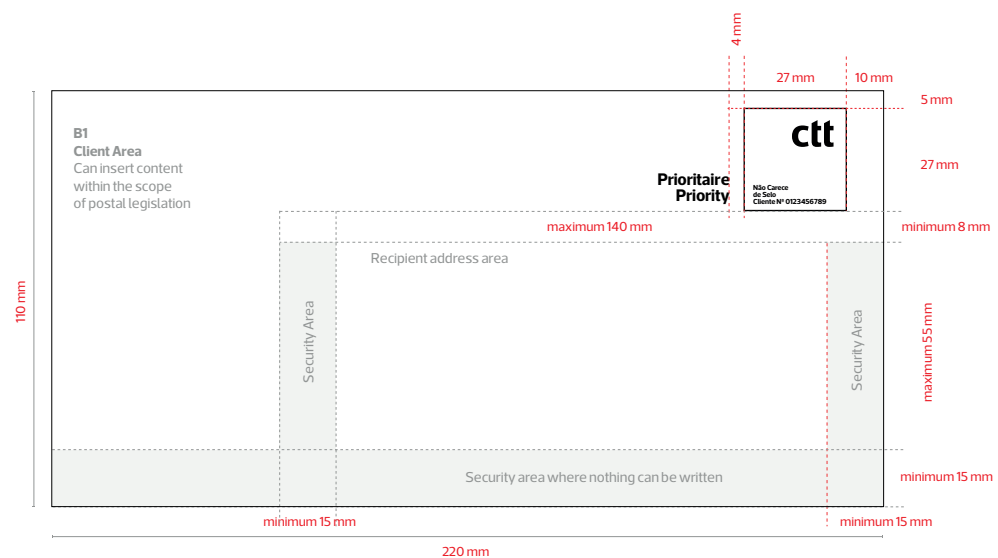 4 mm
27 mm
10 mm
5 mm
B1
Client Area
Can insert content
within the scope
of postal legislation
ctt
27 mm
Prioritaire
Priority
Não Carece
de Selo
Cliente Nº 0123456789
maximum 140 mm
minimum 8 mm
Recipient address area
110 mm
Security Area
Security Area
maximum 55 mm
Security area where nothing can be written
minimum 15 mm
minimum 15 mm
minimum 15 mm
220 mm